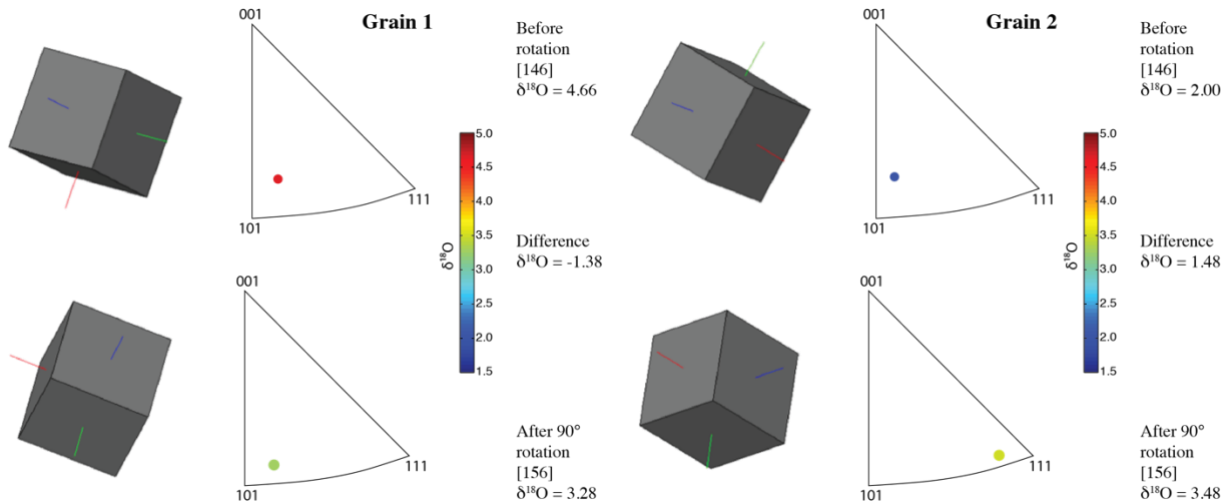 Grain 1
001
101
111
Before
rotation
[146]
δ¹⁸O = 4.66
Difference
δ¹⁸O = -1.38
001
101
111
After 90°
rotation
[156]
δ¹⁸O = 3.28
5.0
4.5
4.0
3.5
3.0
2.5
2.0
1.5
δ¹⁸O
Grain 2
001
101
111
Before
rotation
[146]
δ¹⁸O = 2.00
Difference
δ¹⁸O = 1.48
001
101
111
After 90°
rotation
[156]
δ¹⁸O = 3.48
5.0
4.5
4.0
3.5
3.0
2.5
2.0
1.5
δ¹⁸O